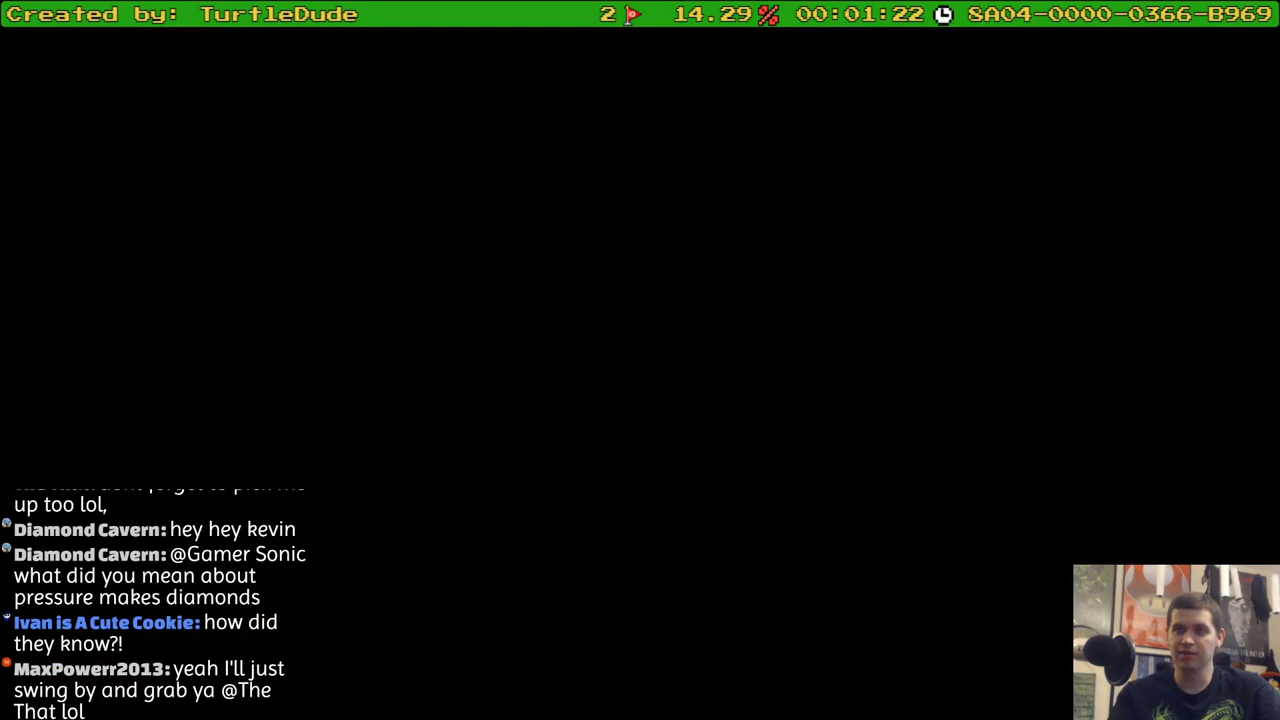 Created by: TurtleDude 2 14.29% 00:01:22 8A04-0000-0366-B969
up too lol,
Diamond Cavern: hey hey kevin
Diamond Cavern: @Gamer Sonic
what did you mean about
pressure makes diamonds
Ivan is A Cute Cookie: how did
they know?!
MaxPowerr2013: yeah I'll just
swing by and grab ya @The
That lol